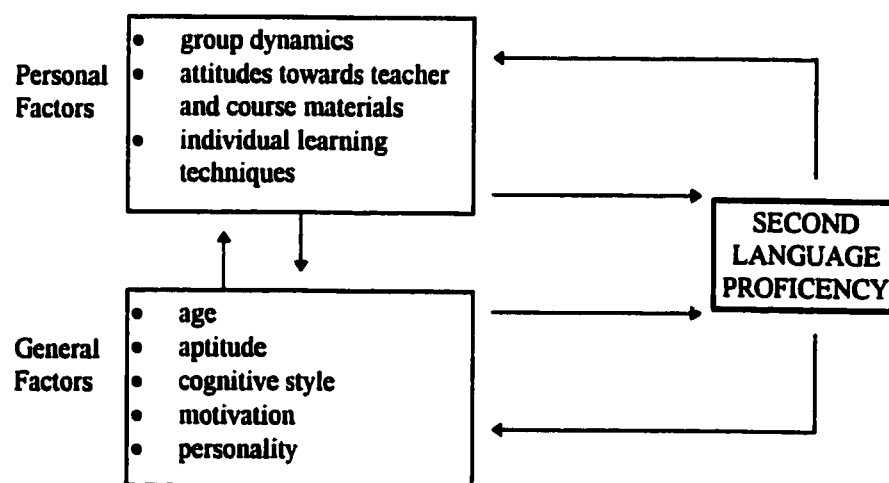 Personal
Factors
• group dynamics
• attitudes towards teacher
and course materials
• individual learning
techniques
SECOND
LANGUAGE
PROFICENCY
General
Factors
• age
• aptitude
• cognitive style
• motivation
• personality